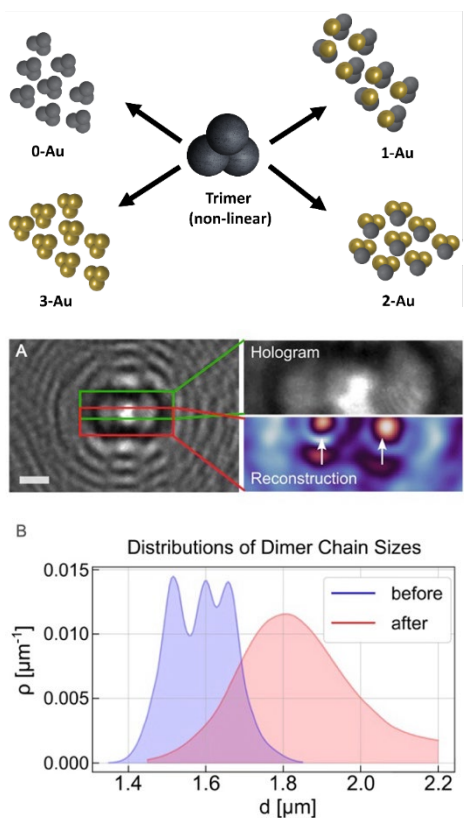 0-Au
1-Au
Trimer
(non-linear)
3-Au
2-Au
A
Hologram
Reconstruction
B
Distributions of Dimer Chain Sizes
before
after
ρ [μm⁻¹]
0.015
0.010
0.005
0.000
1.4 1.6 1.8 2.0 2.2
d [μm]